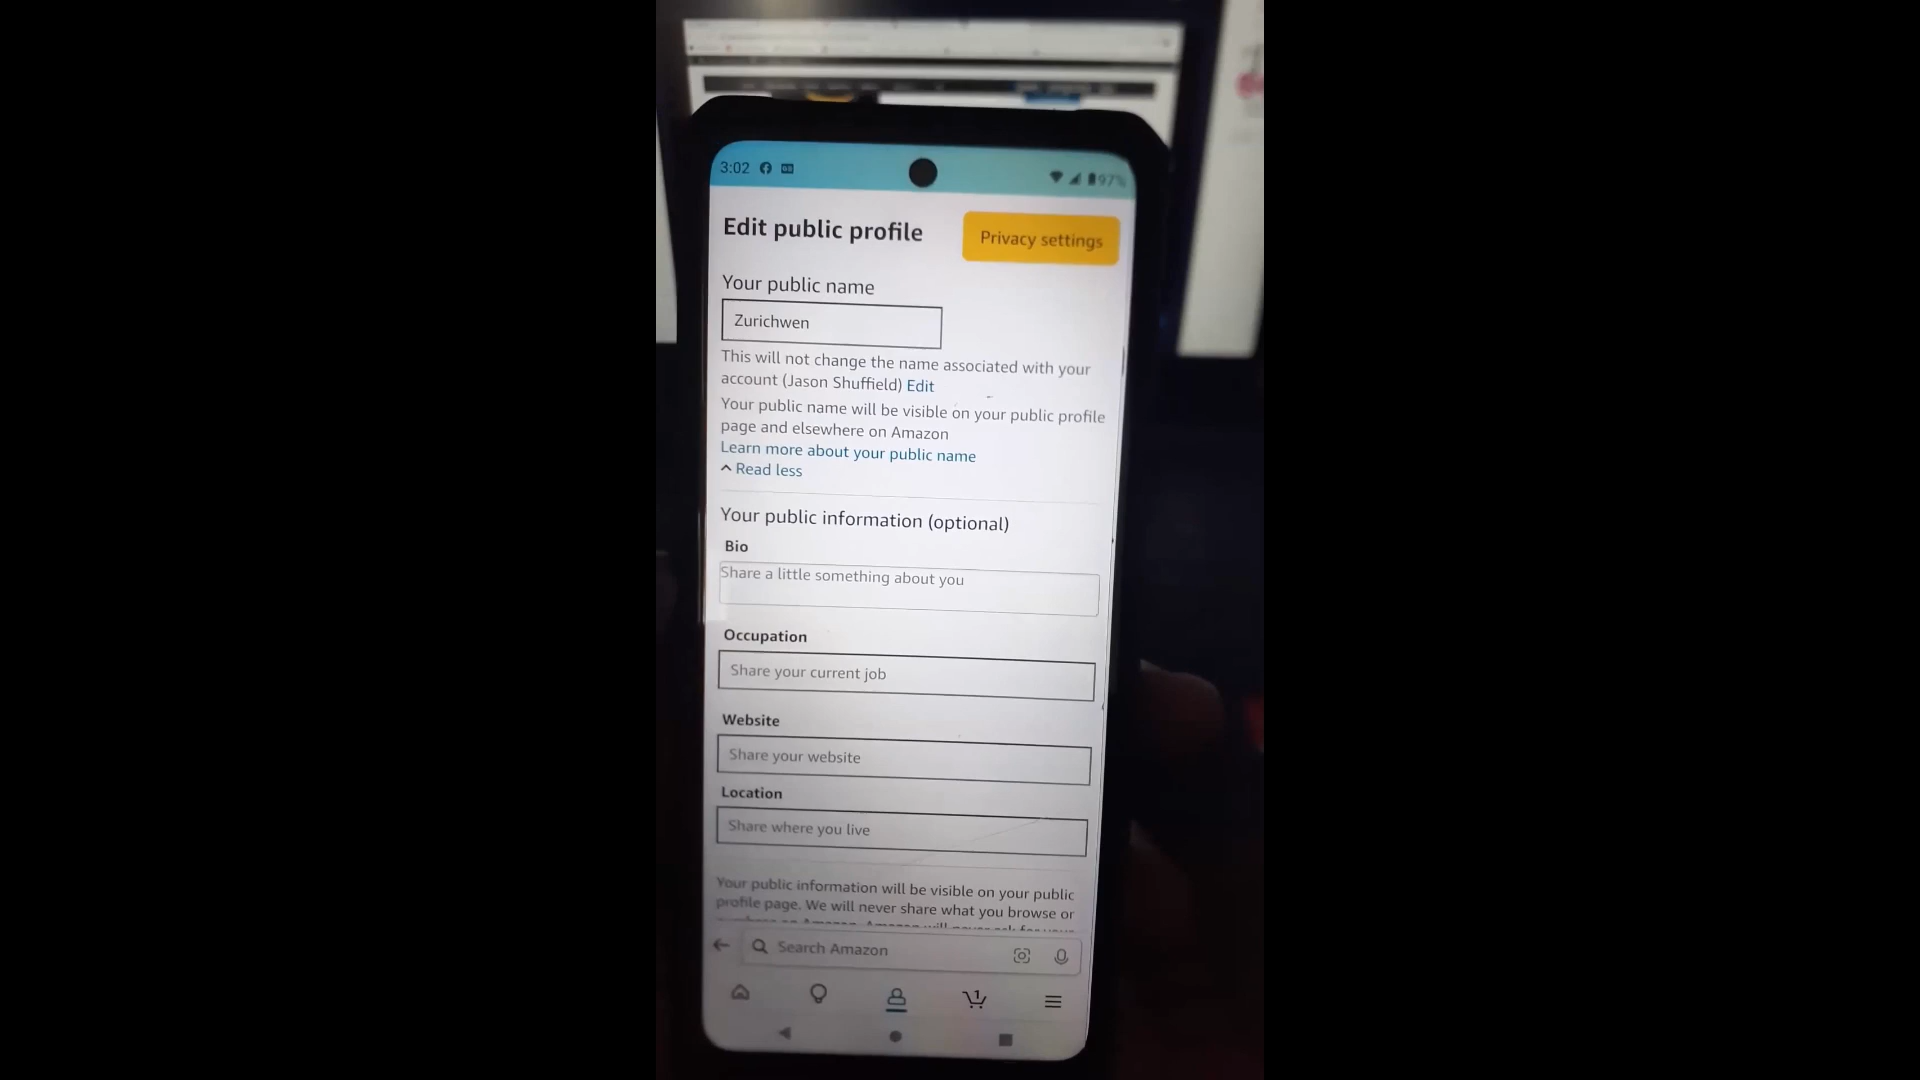 3:02
97%
Edit public profile
Privacy settings
Your public name
Zurichwen
This will not change the name associated with your
account (Jason Shuffield) Edit
Your public name will be visible on your public profile
page and elsewhere on Amazon
Learn more about your public name
Read less
Your public information (optional)
Bio
Share a little something about you
Occupation
Share your current job
Website
Share your website
Location
Share where you live
Your public information will be visible on your public
profile page. We will never share what you browse or
Search Amazon
1